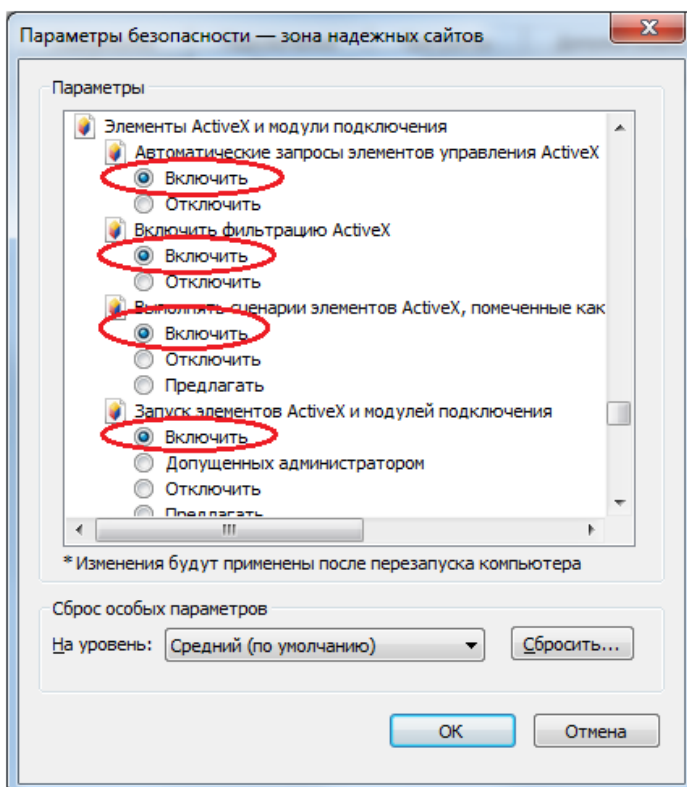 Параметры безопасности — зона надежных сайтов
Параметры
Элементы ActiveX и модули подключения
Автоматические запросы элементов управления ActiveX
Включить
Отключить
Включить фильтрацию ActiveX
Включить
Отключить
Выполнять сценарии элементов ActiveX, помеченные как
Включить
Отключить
Предлагать
Запуск элементов ActiveX и модулей подключения
Включить
Допущенных администратором
Отключить
Предлагать
* Изменения будут применены после перезапуска компьютера
Сброс особых параметров
На уровень: Средний (по умолчанию) Сбросить...
ОК Отмена